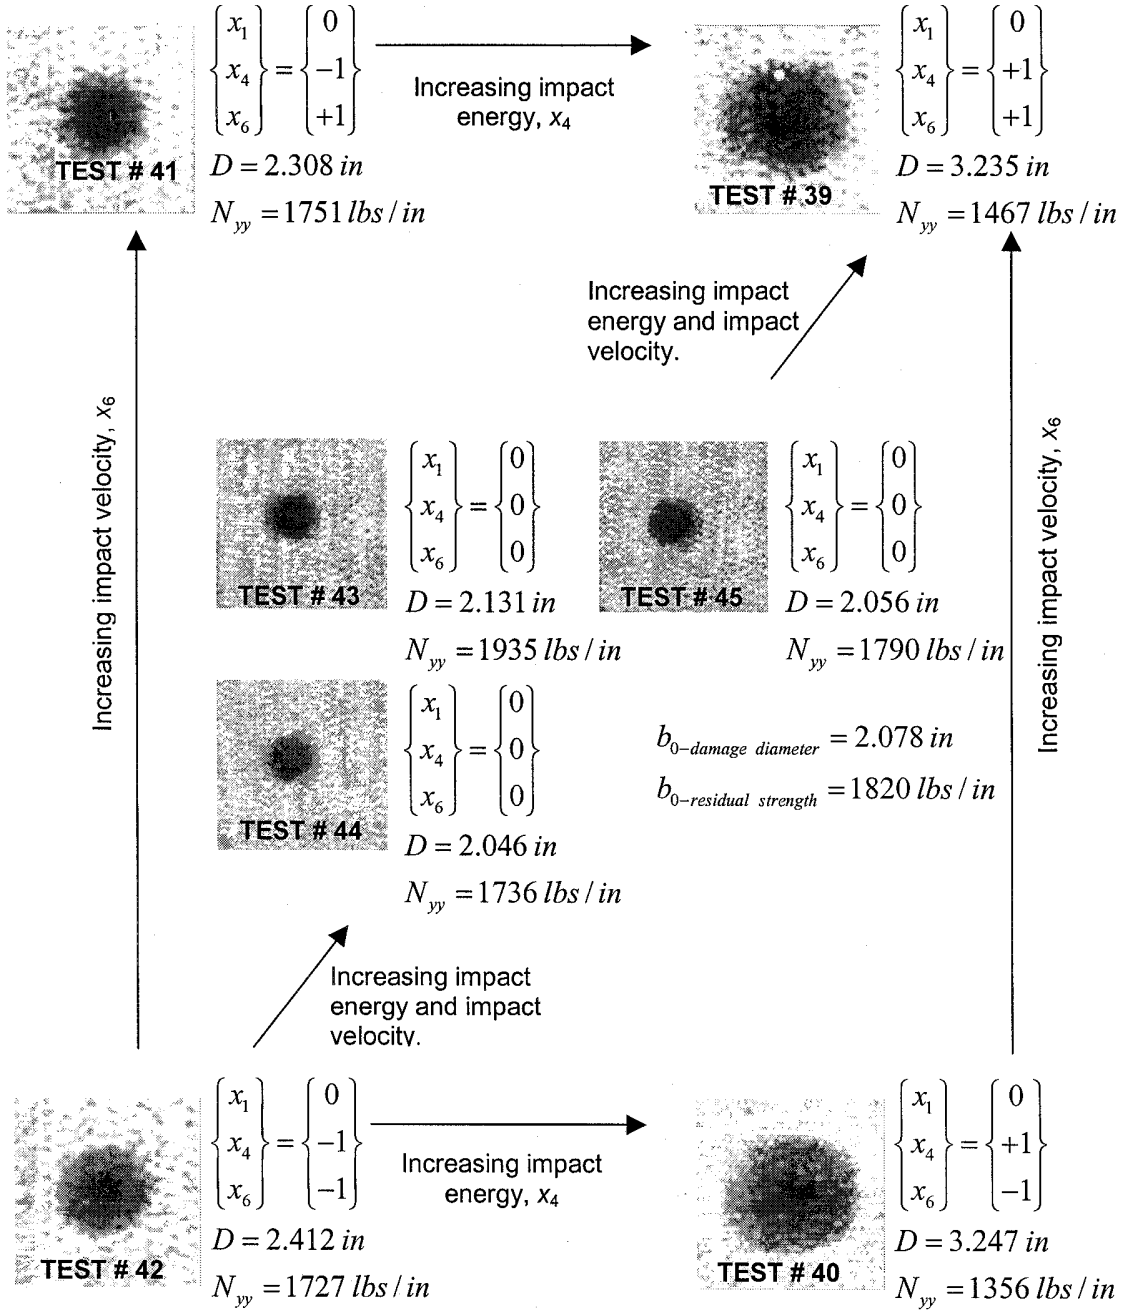 {x1 x4 x6} = {0 −1 +1}
TEST # 41
D = 2.308 in
Nyy = 1751 lbs / in
Increasing impact
energy, x4
{x1 x4 x6} = {0 +1 +1}
TEST # 39
D = 3.235 in
Nyy = 1467 lbs / in
Increasing impact
energy and impact
velocity.
Increasing impact velocity, x6
{x1 x4 x6} = {0 0 0}
TEST # 43
D = 2.131 in
Nyy = 1935 lbs / in
{x1 x4 x6} = {0 0 0}
TEST # 45
D = 2.056 in
Nyy = 1790 lbs / in
Increasing impact velocity, x6
{x1 x4 x6} = {0 0 0}
TEST # 44
D = 2.046 in
Nyy = 1736 lbs / in
b0−damage diameter = 2.078 in
b0−residual strength = 1820 lbs / in
Increasing impact
energy and impact
velocity.
{x1 x4 x6} = {0 −1 −1}
TEST # 42
D = 2.412 in
Nyy = 1727 lbs / in
Increasing impact
energy, x4
{x1 x4 x6} = {0 +1 −1}
TEST # 40
D = 3.247 in
Nyy = 1356 lbs / in